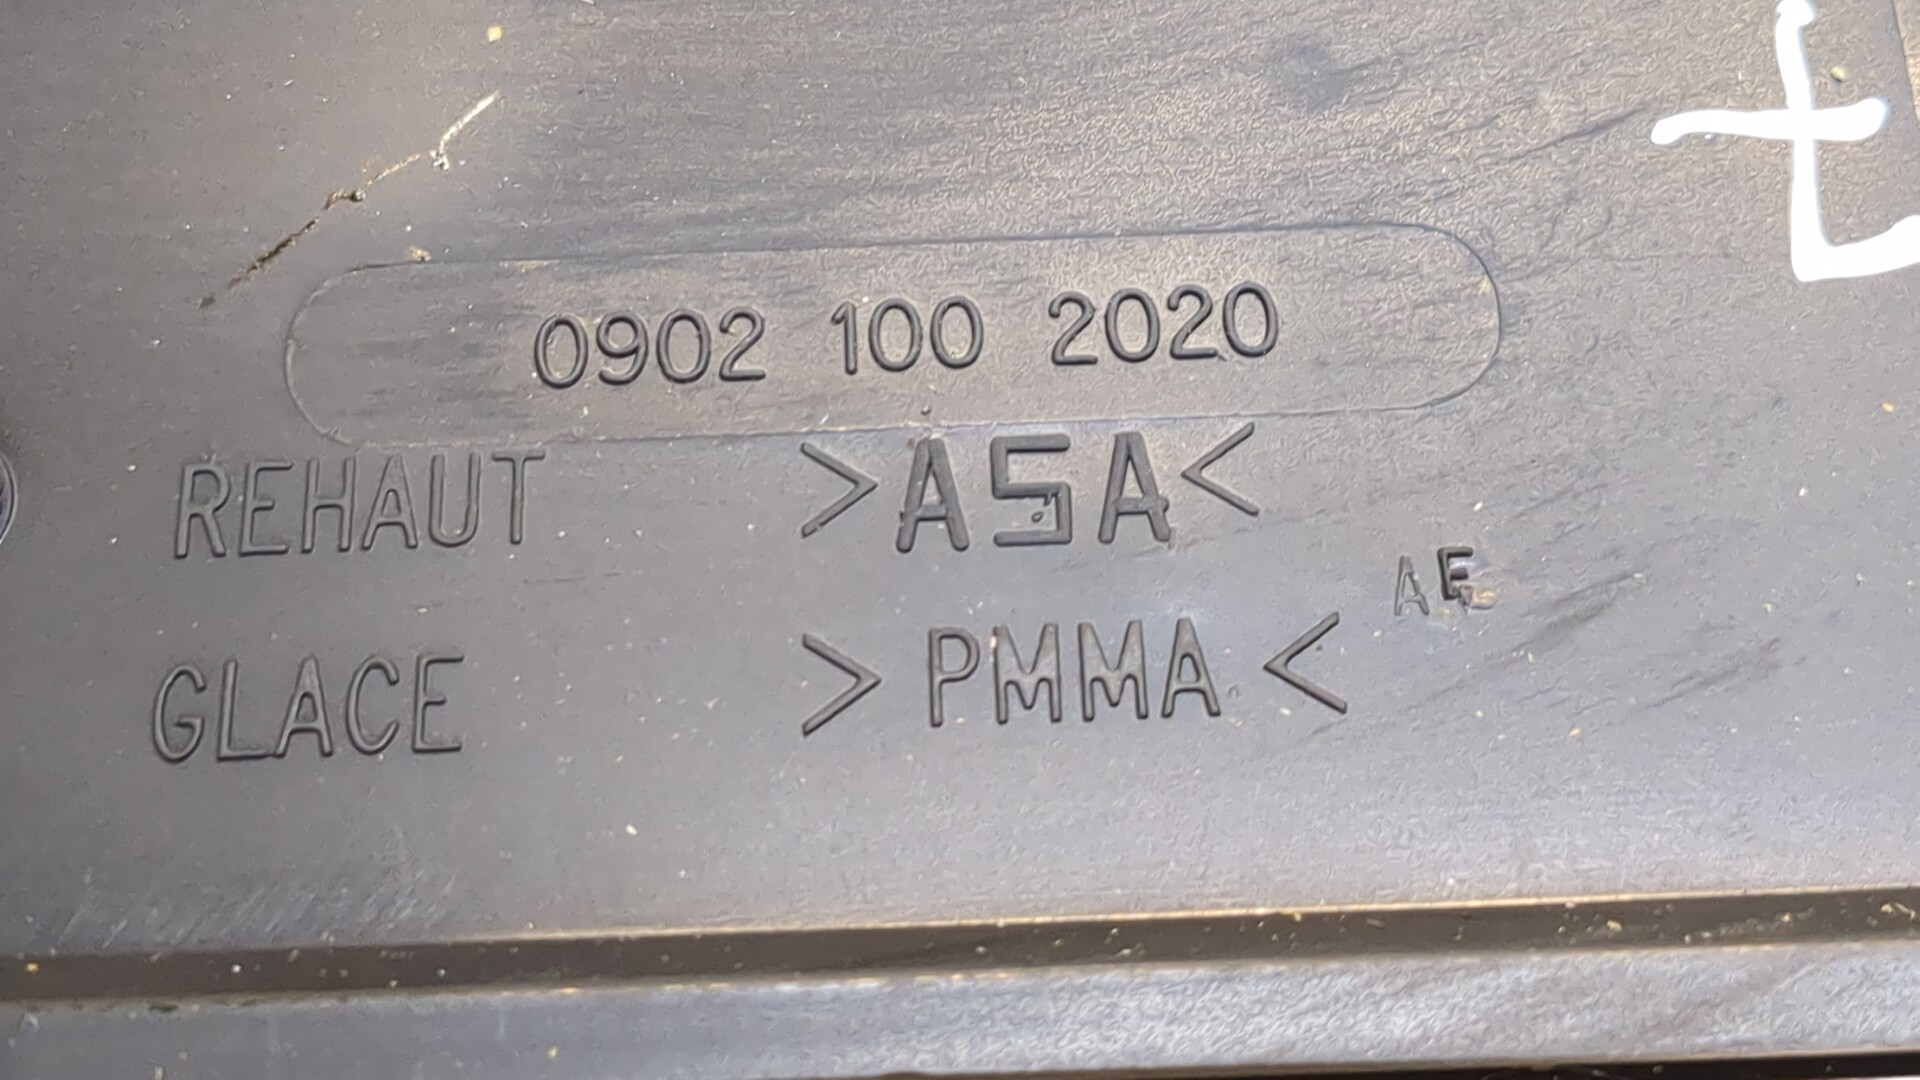 0902 100 2020
REHAUT >ASA<
AE
GLACE >PMMA<